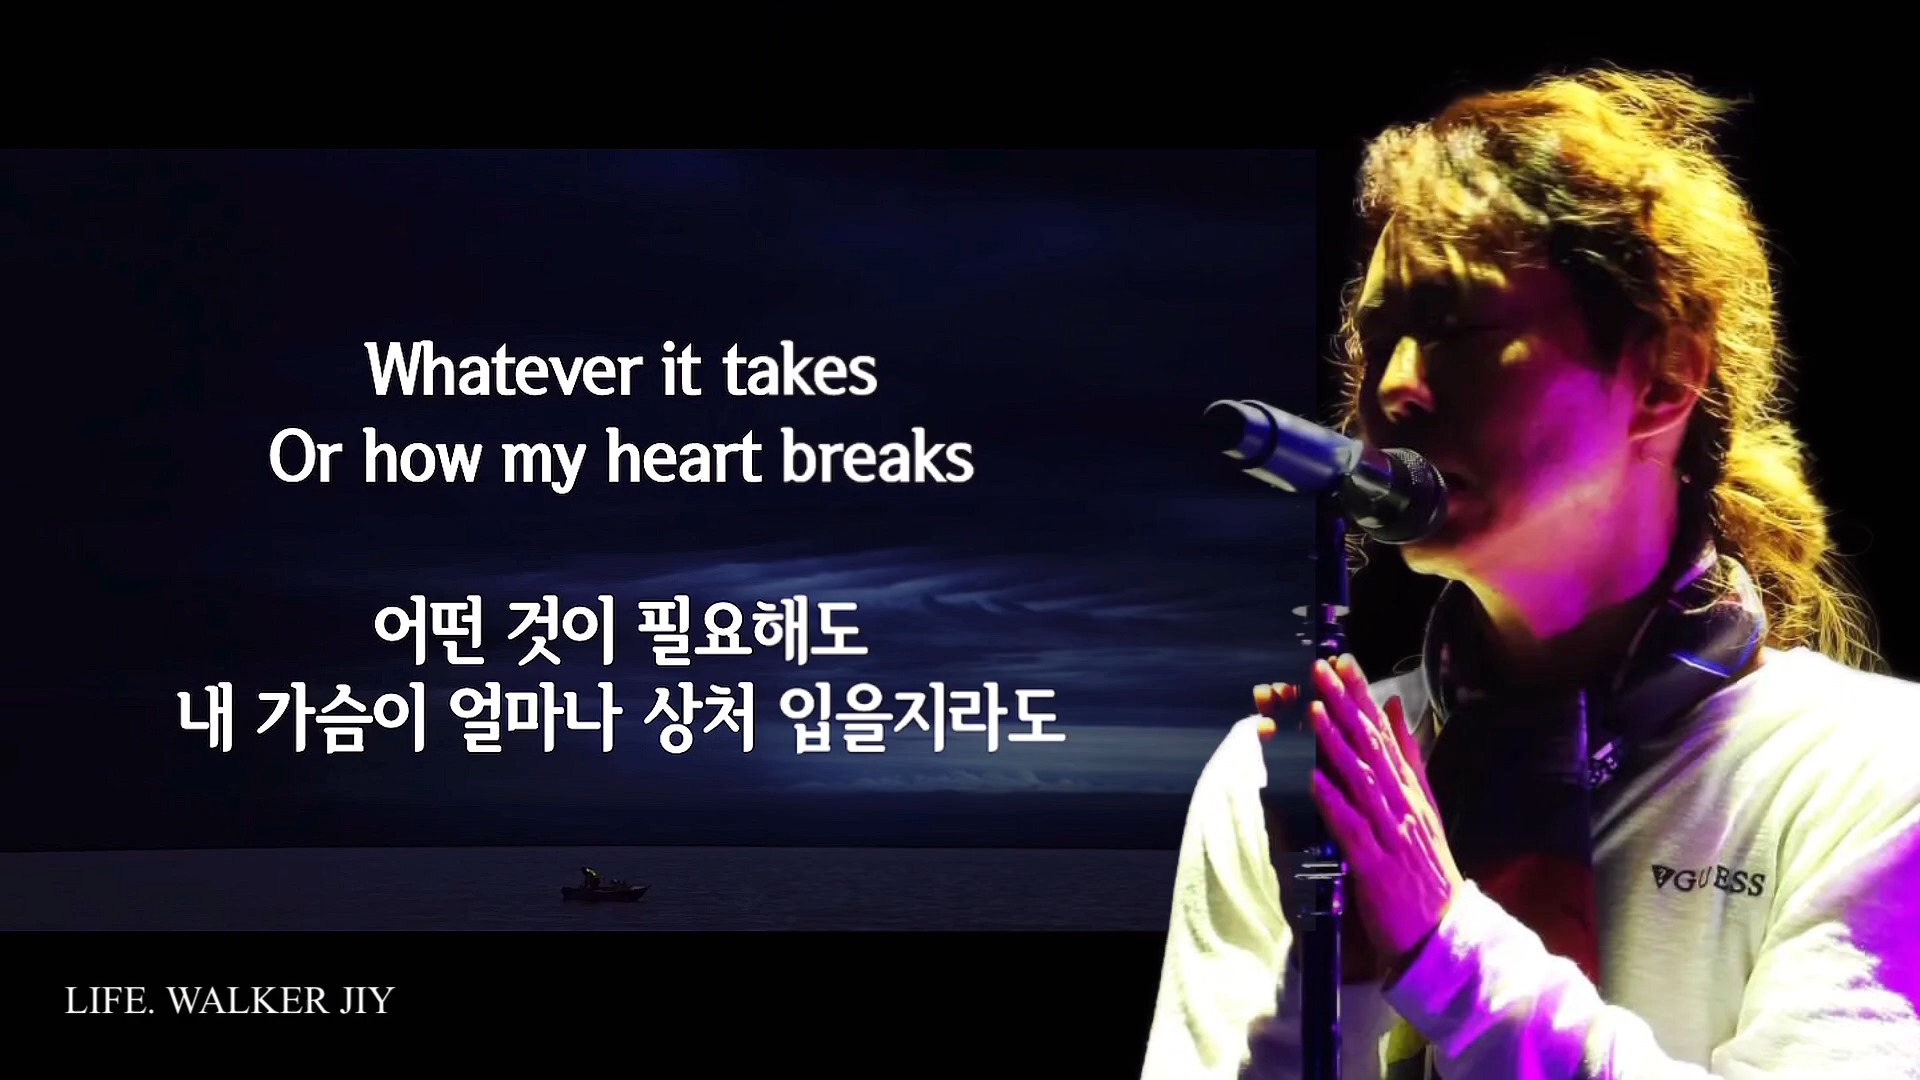 Whatever it takes
Or how my heart breaks
어떤 것이 필요해도
내 가슴이 얼마나 상처 입을지라도
GUESS
LIFE. WALKER JIY